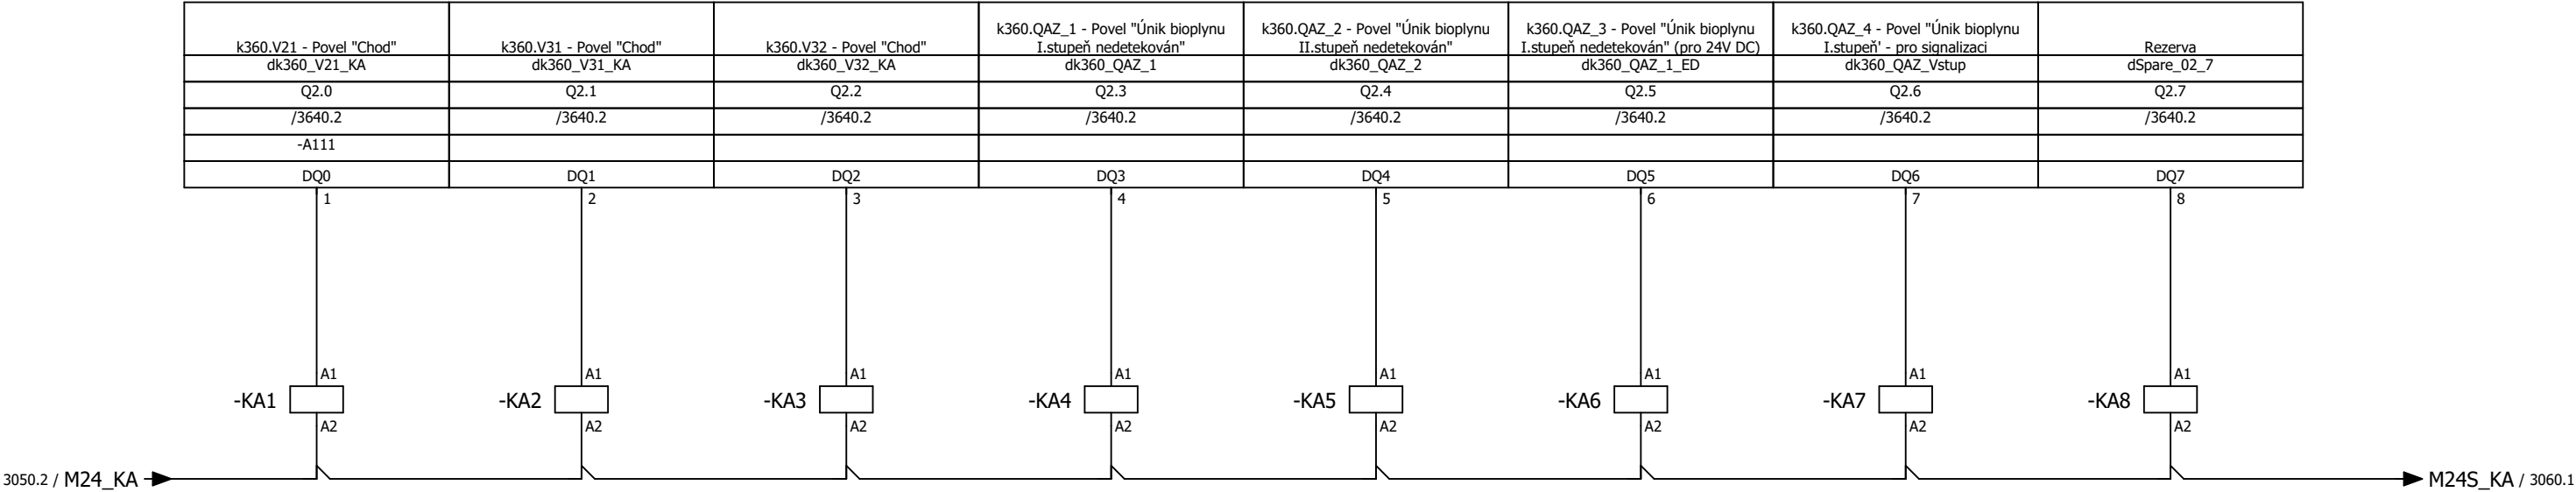 k360.V21 - Povel "Chod"
k360.V31 - Povel "Chod"
k360.V32 - Povel "Chod"
k360.QAZ_1 - Povel "Únik bioplynu
I.stupeň nedetekován"
k360.QAZ_2 - Povel "Únik bioplynu
II.stupeň nedetekován"
k360.QAZ_3 - Povel "Únik bioplynu
I.stupeň nedetekován" (pro 24V DC)
k360.QAZ_4 - Povel "Únik bioplynu
I.stupeň' - pro signalizaci
Rezerva
dk360_V21_KA
dk360_V31_KA
dk360_V32_KA
dk360_QAZ_1
dk360_QAZ_2
dk360_QAZ_1_ED
dk360_QAZ_Vstup
dSpare_02_7
Q2.0
Q2.1
Q2.2
Q2.3
Q2.4
Q2.5
Q2.6
Q2.7
/3640.2
/3640.2
/3640.2
/3640.2
/3640.2
/3640.2
/3640.2
/3640.2
-A111
DQ0
DQ1
DQ2
DQ3
DQ4
DQ5
DQ6
DQ7
1
2
3
4
5
6
7
8
A1
A1
A1
A1
A1
A1
A1
A1
-KA1
-KA2
-KA3
-KA4
-KA5
-KA6
-KA7
-KA8
A2
A2
A2
A2
A2
A2
A2
A2
3050.2 / M24_KA
M24S_KA / 3060.1